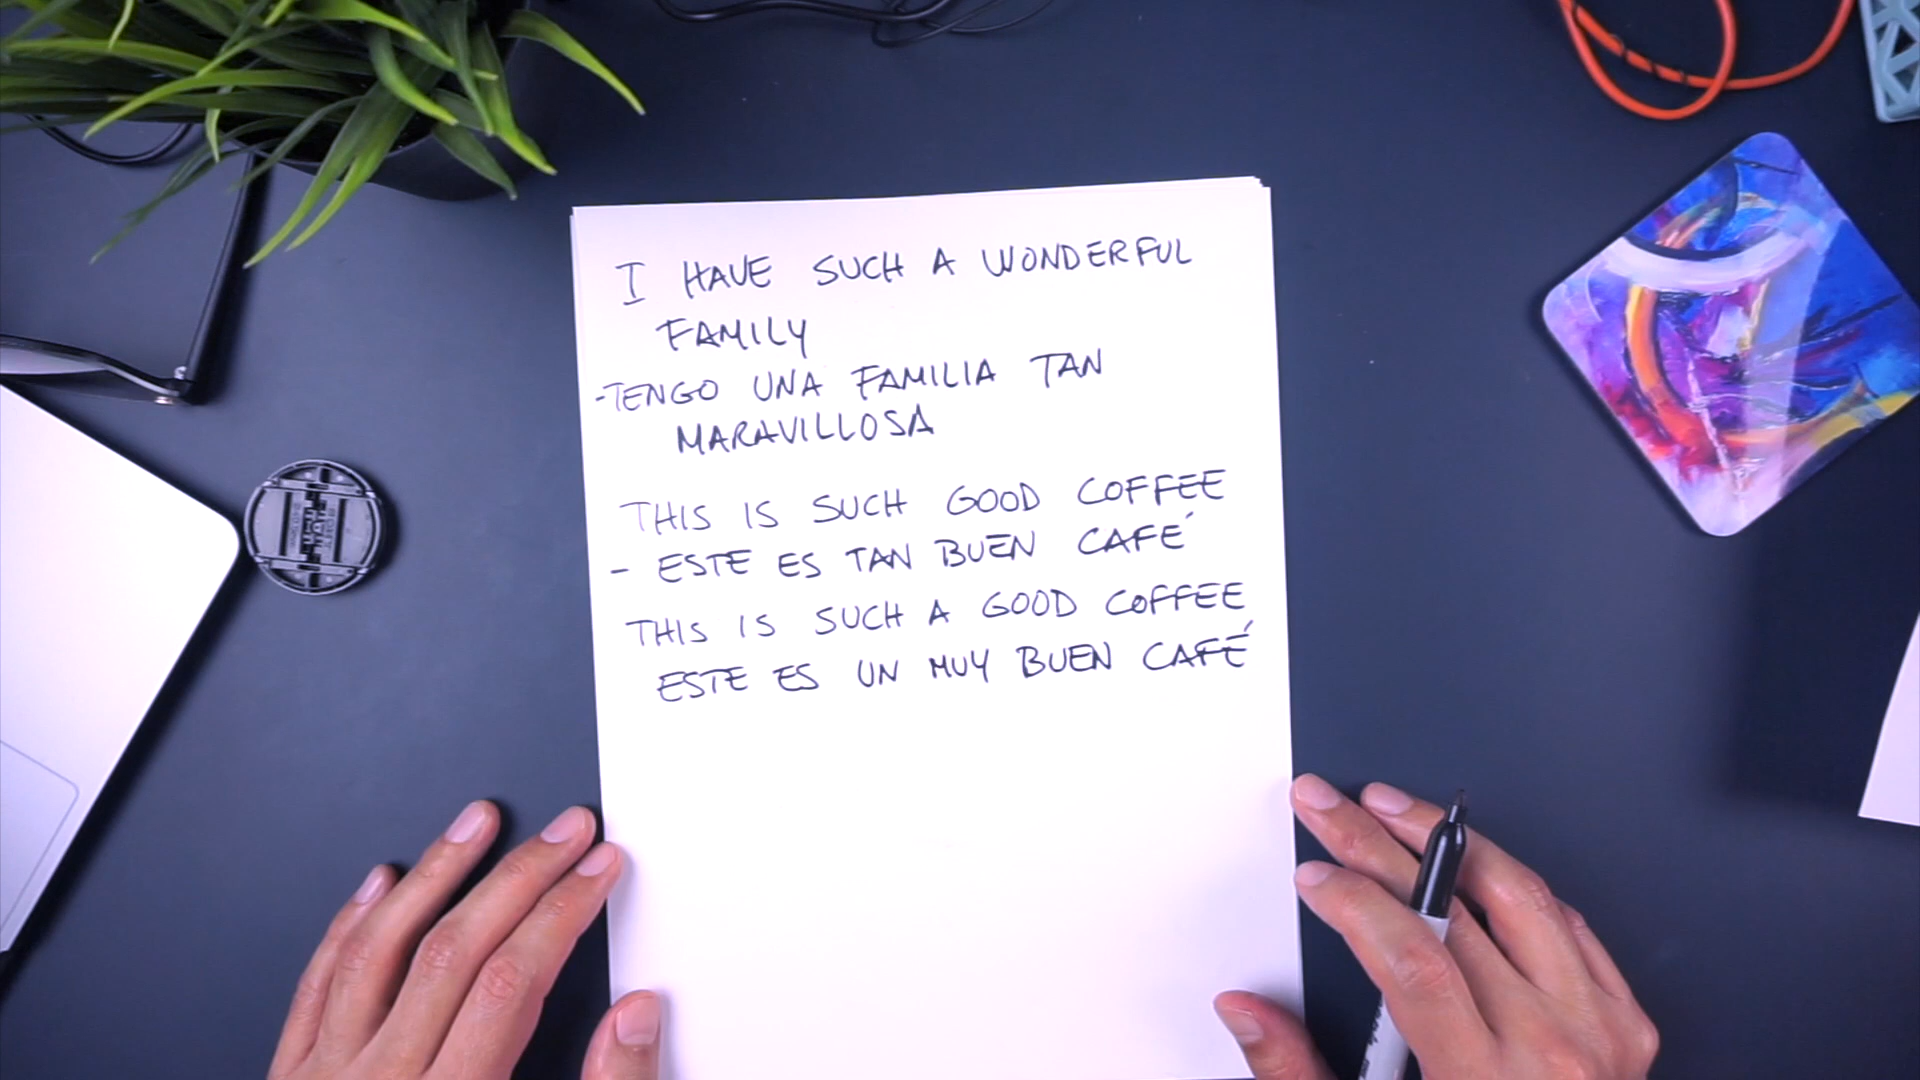 I HAVE SUCH A WONDERFUL
FAMILY
-TENGO UNA FAMILIA TAN
MARAVILLOSA
THIS IS SUCH GOOD COFFEE
- ESTE ES TAN BUEN CAFÉ
THIS IS SUCH A GOOD COFFEE
ESTE ES UN MUY BUEN CAFÉ